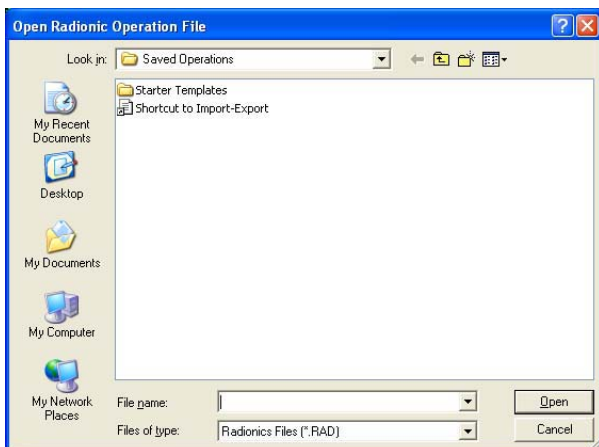 Open Radionic Operation File
Look in: Saved Operations
Starter Templates
Shortcut to Import-Export
My Recent
Documents
Desktop
My Documents
My Computer
My Network
Places
File name:
Open
Files of type: Radionics Files (*.RAD)
Cancel